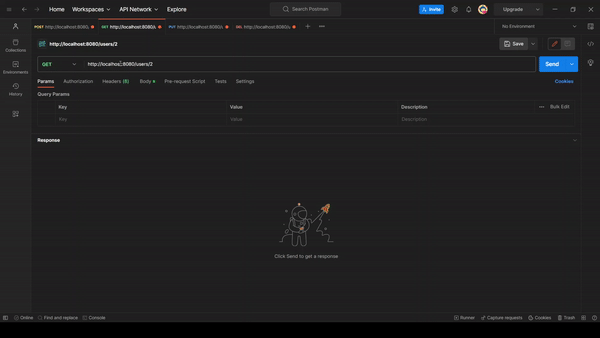 Home Workspaces API Network Explore Search Postman Invite Upgrade
POST http://localhost:8080/ GET http://localhost:8080/ PUT http://localhost:8080/ DEL http://localhost:8080/ No Environment
http://localhost:8080/users/2 Save
GET http://localhost:8080/users/2 Send
Params Authorization Headers (8) Body Pre-request Script Tests Settings Cookies
Query Params
Key Value Description Bulk Edit
Key Value Description
Response
Click Send to get a response
Collections
Environments
History
Online Find and replace Console Runner Capture requests Cookies Trash